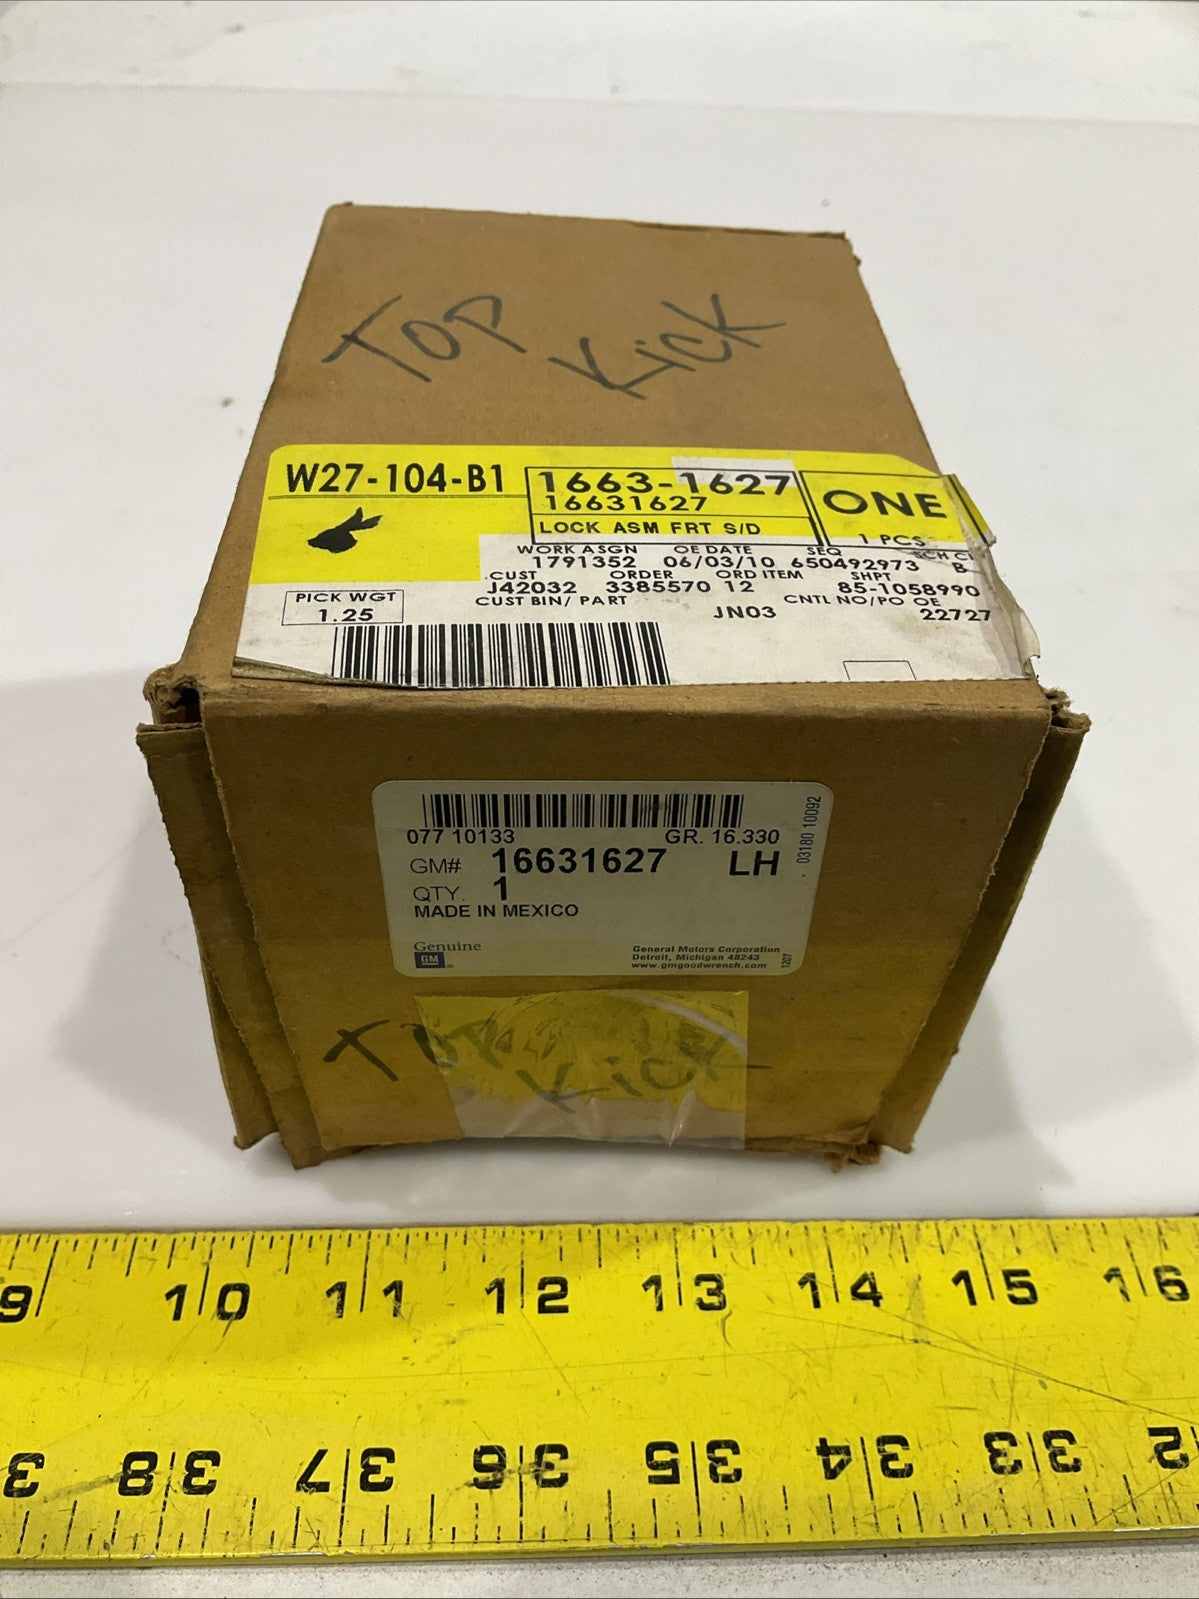 TOP
Kick
W27-104-B1
1663-1627
16631627
LOCK ASM FRT S/D
ONE
1 PCS
WORK ASGN OE DATE SEQ
1791352 06/03/10 650492973 B
.CUST ORDER ORD ITEM SHPT
J42032 3385570 12 85-1058990
CUST BIN/ PART CNTL NO/PO OE
JN03 22727
PICK WGT
1.25
077 10133 GR. 16.330
GM# 16631627 LH
QTY. 1
MADE IN MEXICO
03180 10092
Genuine
GM
General Motors Corporation
Detroit, Michigan 48243
www.gmgoodwrench.com
1207
TOP
Kick
9 10 11 12 13 14 15 16
38 37 36 35 34 33